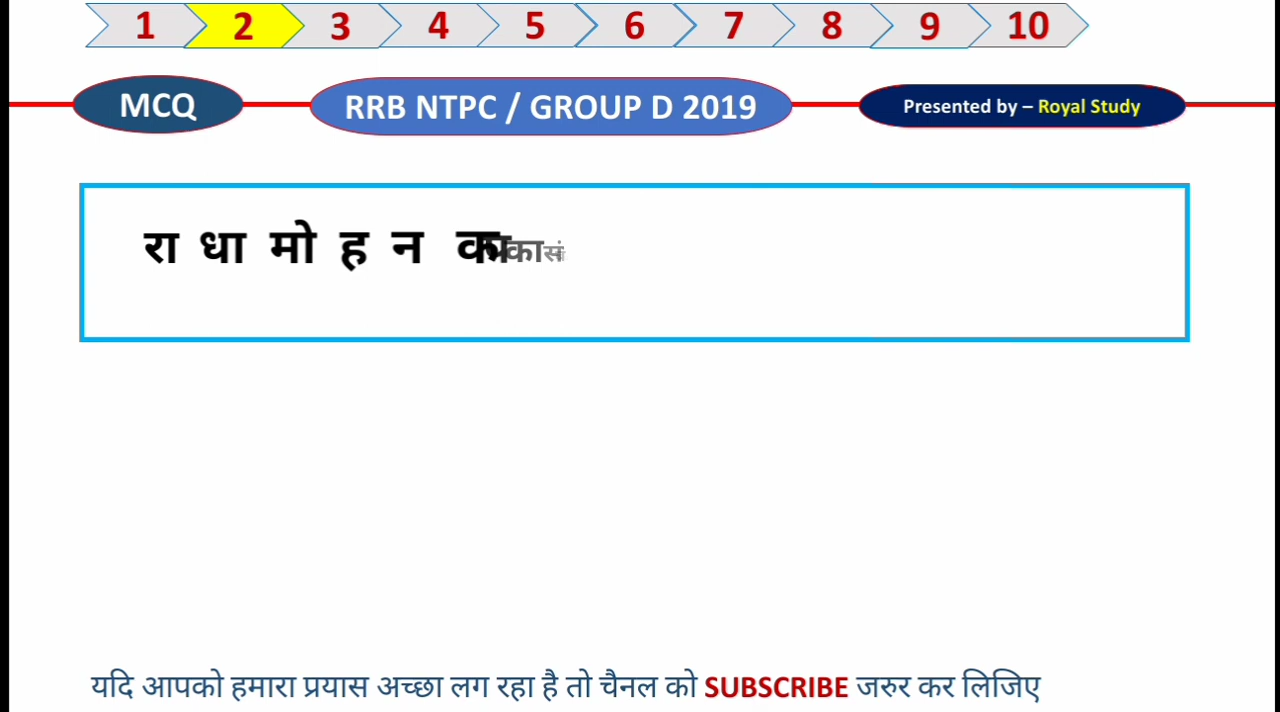 1 2 3 4 5 6 7 8 9 10
MCQ RRB NTPC / GROUP D 2019 Presented by – Royal Study
रा धा मो ह न का
यदि आपको हमारा प्रयास अच्छा लग रहा है तो चैनल को SUBSCRIBE जरुर कर लिजिए